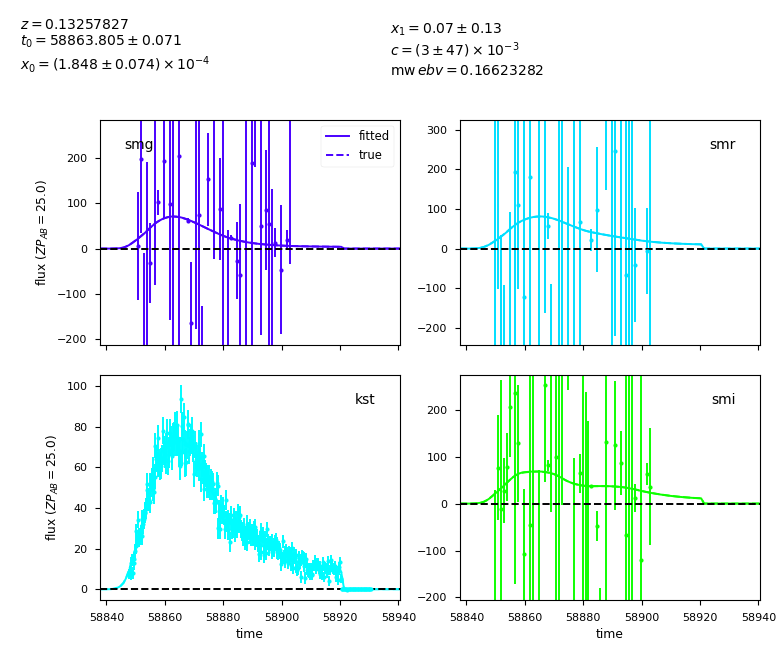 z = 0.13257827
t₀ = 58863.805 ± 0.071
x₀ = (1.848 ± 0.074) × 10⁻⁴
x₁ = 0.07 ± 0.13
c = (3 ± 47) × 10⁻³
mw ebv = 0.16623282
smg
fitted
true
200
100
0
−100
−200
flux (ZP_AB = 25.0)
smr
300
200
100
0
−100
−200
kst
100
80
60
40
20
0
flux (ZP_AB = 25.0)
58840 58860 58880 58900 58920 58940
time
smi
200
100
0
−100
−200
58840 58860 58880 58900 58920 58940
time